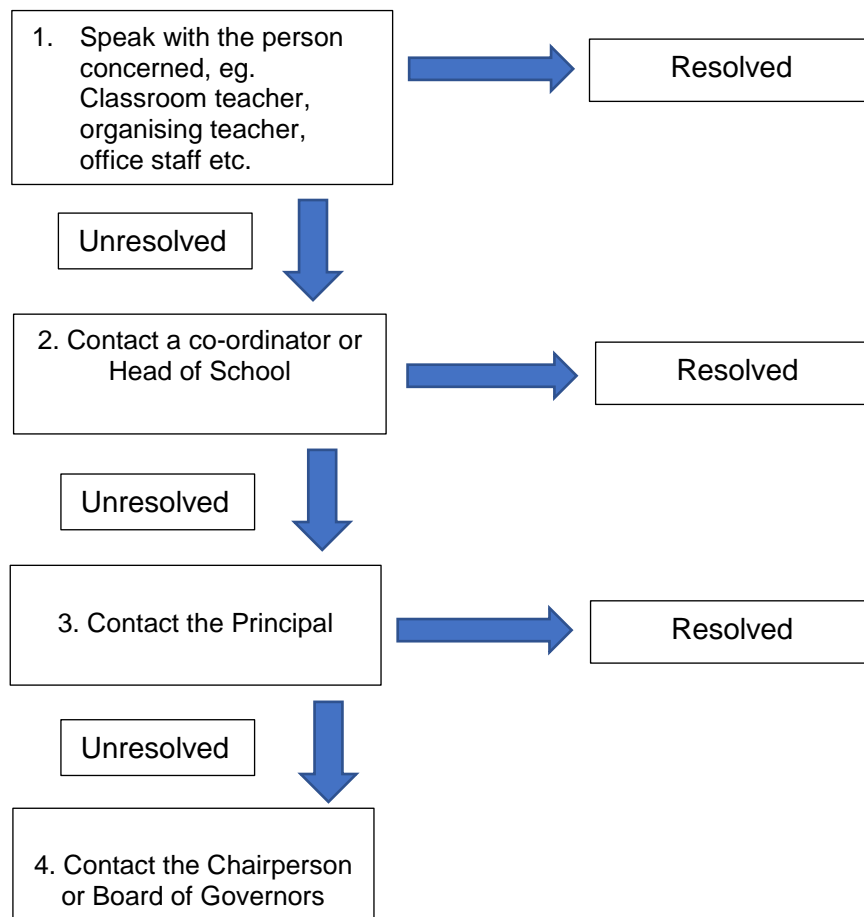 1. Speak with the person
concerned, eg.
Classroom teacher,
organising teacher,
office staff etc.
Resolved
Unresolved
2. Contact a co-ordinator or
Head of School
Resolved
Unresolved
3. Contact the Principal
Resolved
Unresolved
4. Contact the Chairperson
or Board of Governors